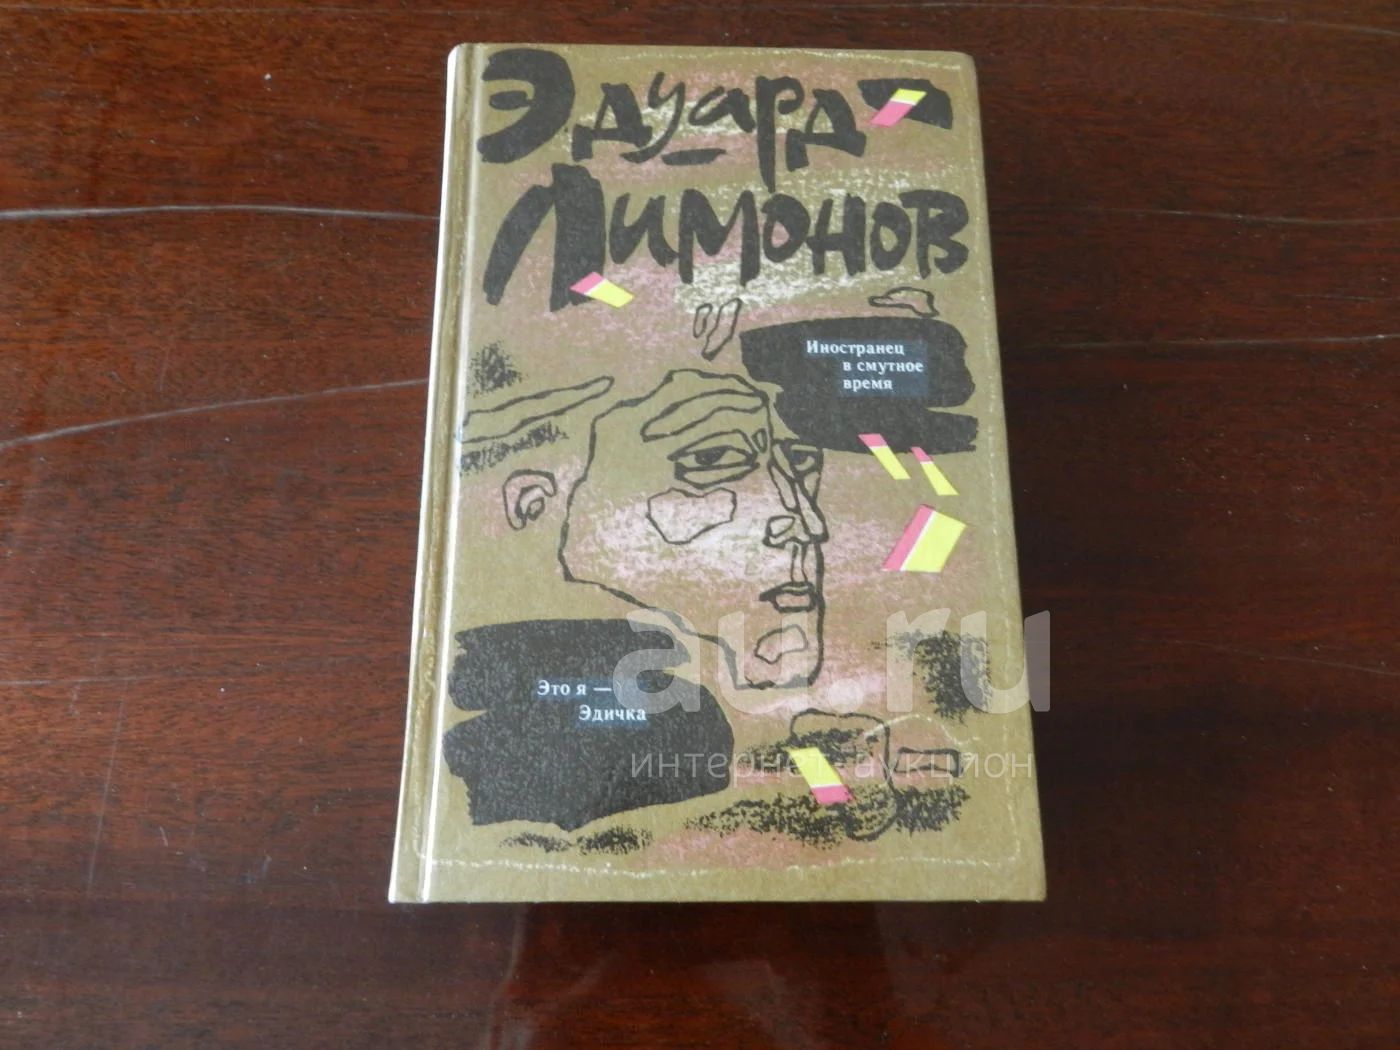 Эдуард
Лимонов
Иностранец
в смутное
время
Это я —
Эдичка
au.ru
интернет-аукцион